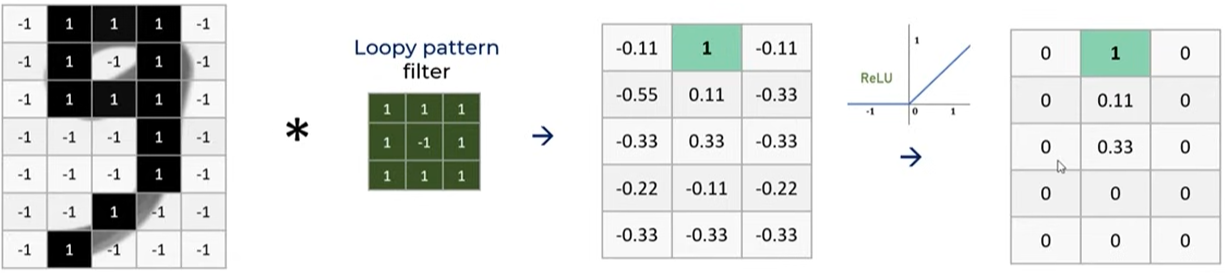 -1 1 1 1 -1
-1 1 -1 1 -1
-1 1 1 1 -1
-1 -1 -1 1 -1
-1 -1 -1 1 -1
-1 -1 1 -1 -1
-1 1 -1 -1 -1
*
Loopy pattern
filter
1 1 1
1 -1 1
1 1 1
→
-0.11 1 -0.11
-0.55 0.11 -0.33
-0.33 0.33 -0.33
-0.22 -0.11 -0.22
-0.33 -0.33 -0.33
1
ReLU
-1 0 1
→
0 1 0
0 0.11 0
0 0.33 0
0 0 0
0 0 0